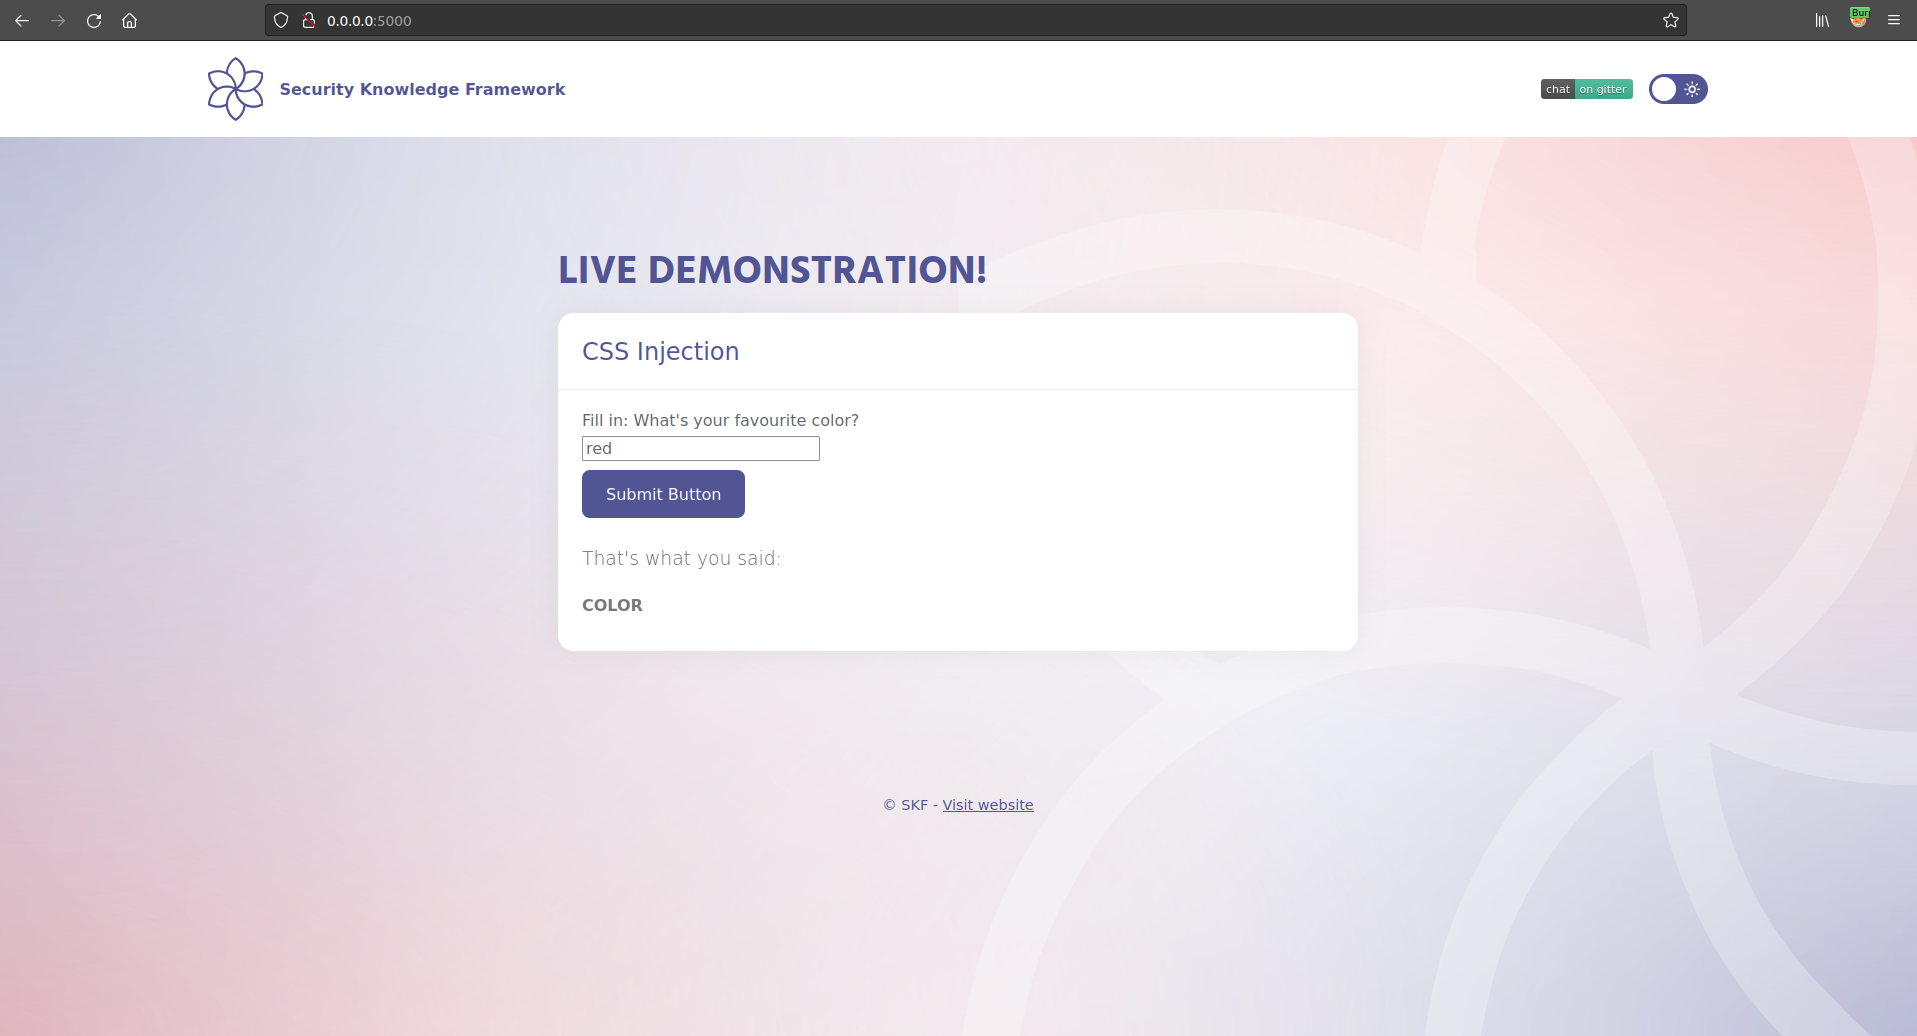 0.0.0.0:5000
Bur
Security Knowledge Framework
chat on gitter
LIVE DEMONSTRATION!
CSS Injection
Fill in: What's your favourite color?
red
Submit Button
That's what you said:
COLOR
© SKF - Visit website